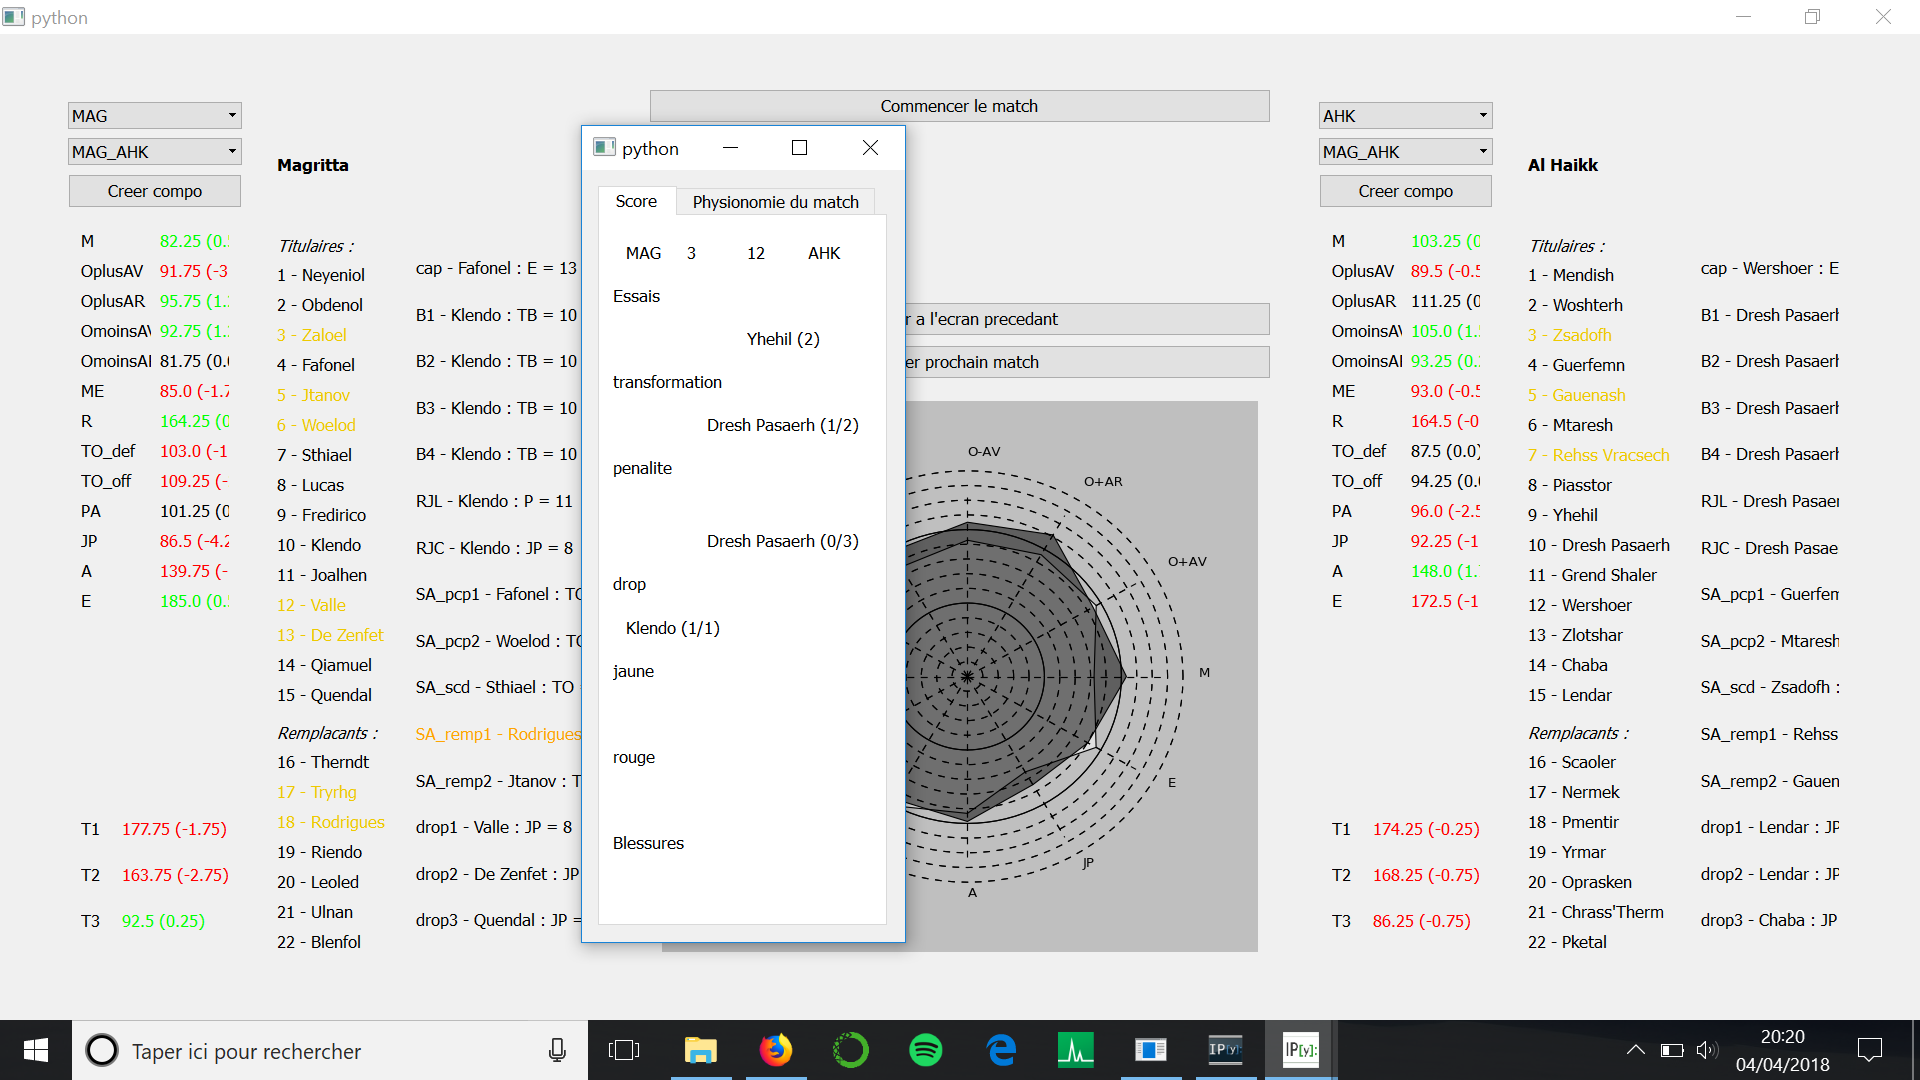 python
MAG
MAG_AHK
Creer compo
M 82.25 (0.
OplusAV 91.75 (-3
OplusAR 95.75 (1.
OmoinsAV 92.75 (1.
OmoinsAI 81.75 (0.
ME 85.0 (-1.7
R 164.25 (0
TO_def 103.0 (-1
TO_off 109.25 (-
PA 101.25 (0
JP 86.5 (-4.2
A 139.75 (-
E 185.0 (0.
T1 177.75 (-1.75)
T2 163.75 (-2.75)
T3 92.5 (0.25)
Magritta
Titulaires :
1 - Neyeniol
2 - Obdenol
3 - Zaloel
4 - Fafonel
5 - Jtanov
6 - Woelod
7 - Sthiael
8 - Lucas
9 - Fredirico
10 - Klendo
11 - Joalhen
12 - Valle
13 - De Zenfet
14 - Qiamuel
15 - Quendal
Remplacants :
16 - Therndt
17 - Tryrhg
18 - Rodrigues
19 - Riendo
20 - Leoled
21 - Ulnan
22 - Blenfol
cap - Fafonel : E = 13
B1 - Klendo : TB = 10
B2 - Klendo : TB = 10
B3 - Klendo : TB = 10
B4 - Klendo : TB = 10
RJL - Klendo : P = 11
RJC - Klendo : JP = 8
SA_pcp1 - Fafonel : TO
SA_pcp2 - Woelod : TO
SA_scd - Sthiael : TO
SA_remp1 - Rodrigues
SA_remp2 - Jtanov : T
drop1 - Valle : JP = 8
drop2 - De Zenfet : JP
drop3 - Quendal : JP =
Commencer le match
r a l'ecran precedant
er prochain match
python
Score
Physionomie du match
MAG 3 12 AHK
Essais
Yhehil (2)
transformation
Dresh Pasaerh (1/2)
penalite
Dresh Pasaerh (0/3)
drop
Klendo (1/1)
jaune
rouge
Blessures
O-AV
O+AR
O+AV
M
E
JP
A
AHK
MAG_AHK
Creer compo
M 103.25 (0
OplusAV 89.5 (-0.5
OplusAR 111.25 (0
OmoinsAV 105.0 (1.
OmoinsAI 93.25 (0.
ME 93.0 (-0.5
R 164.5 (-0
TO_def 87.5 (0.0)
TO_off 94.25 (0.
PA 96.0 (-2.5
JP 92.25 (-1
A 148.0 (1.
E 172.5 (-1
T1 174.25 (-0.25)
T2 168.25 (-0.75)
T3 86.25 (-0.75)
Al Haikk
Titulaires :
1 - Mendish
2 - Woshterh
3 - Zsadofh
4 - Guerfemn
5 - Gauenash
6 - Mtaresh
7 - Rehss Vracsech
8 - Piasstor
9 - Yhehil
10 - Dresh Pasaerh
11 - Grend Shaler
12 - Wershoer
13 - Zlotshar
14 - Chaba
15 - Lendar
Remplacants :
16 - Scaoler
17 - Nermek
18 - Pmentir
19 - Yrmar
20 - Oprasken
21 - Chrass'Therm
22 - Pketal
cap - Wershoer : E
B1 - Dresh Pasaerh
B2 - Dresh Pasaerh
B3 - Dresh Pasaerh
B4 - Dresh Pasaerh
RJL - Dresh Pasaer
RJC - Dresh Pasae
SA_pcp1 - Guerfem
SA_pcp2 - Mtaresh
SA_scd - Zsadofh :
SA_remp1 - Rehss
SA_remp2 - Gauen
drop1 - Lendar : JP
drop2 - Lendar : JP
drop3 - Chaba : JP
Taper ici pour rechercher
IP[y]:
IP[y]:
20:20
04/04/2018